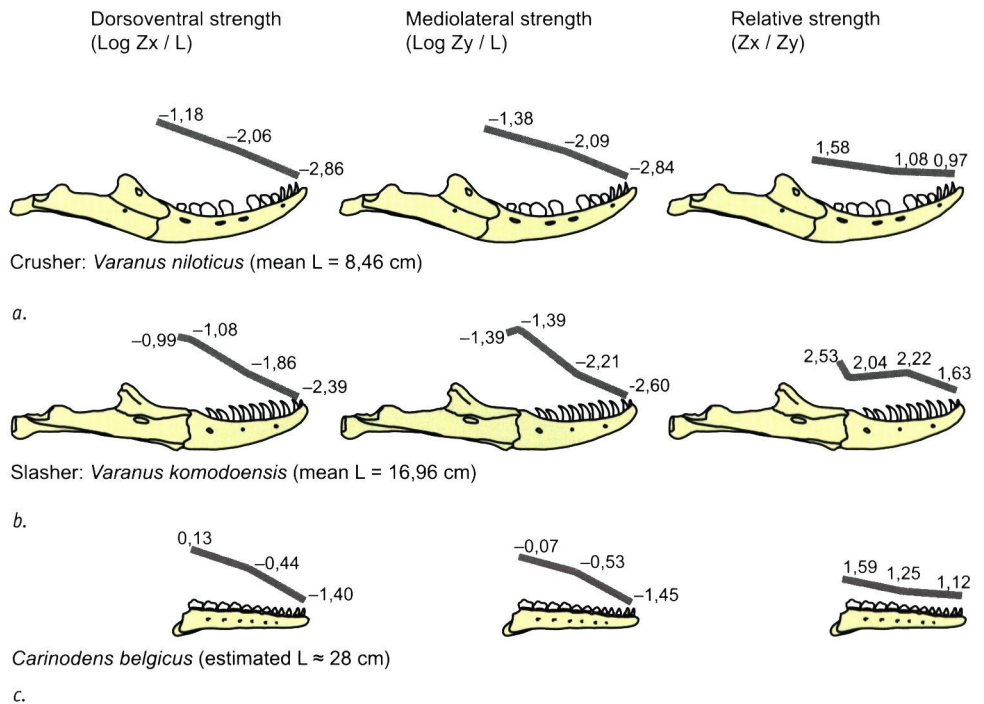 Dorsoventral strength
(Log Zx / L)
Mediolateral strength
(Log Zy / L)
Relative strength
(Zx / Zy)
–1,18
–2,06
–2,86
–1,38
–2,09
–2,84
1,58
1,08 0,97
Crusher: Varanus niloticus (mean L = 8,46 cm)
a.
–0,99
–1,08
–1,86
–2,39
–1,39
–1,39
–2,21
-2,60
2,53
2,04
2,22
1,63
Slasher: Varanus komodoensis (mean L = 16,96 cm)
b.
0,13
–0,44
–1,40
–0,07
–0,53
–1,45
1,59
1,25
1,12
Carinodens belgicus (estimated L ≈ 28 cm)
c.